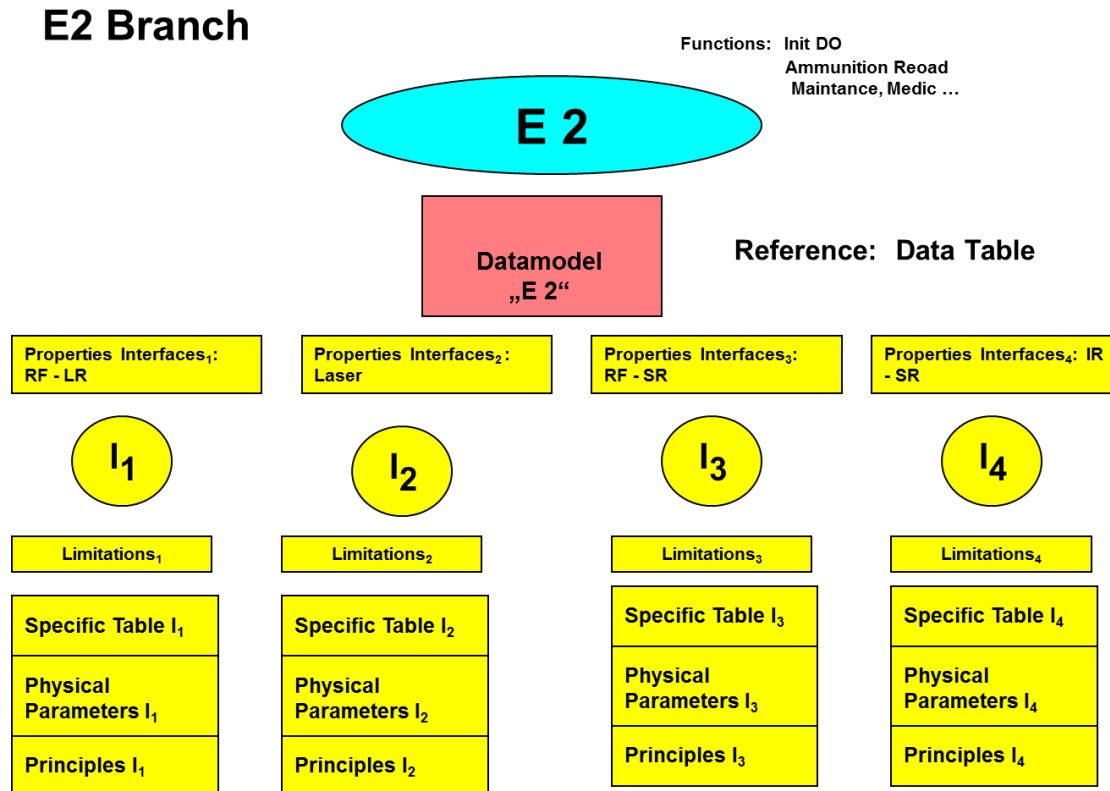 E2 Branch
Functions: Init DO
Ammunition Reoad
Maintance, Medic ...
E 2
Datamodel
„E 2“
Reference: Data Table
Properties Interfaces₁:
RF - LR
Properties Interfaces₂:
Laser
Properties Interfaces₃:
RF - SR
Properties Interfaces₄: IR
- SR
I₁
I₂
I₃
I₄
Limitations₁
Limitations₂
Limitations₃
Limitations₄
Specific Table I₁
Physical
Parameters I₁
Principles I₁
Specific Table I₂
Physical
Parameters I₂
Principles I₂
Specific Table I₃
Physical
Parameters I₃
Principles I₃
Specific Table I₄
Physical
Parameters I₄
Principles I₄